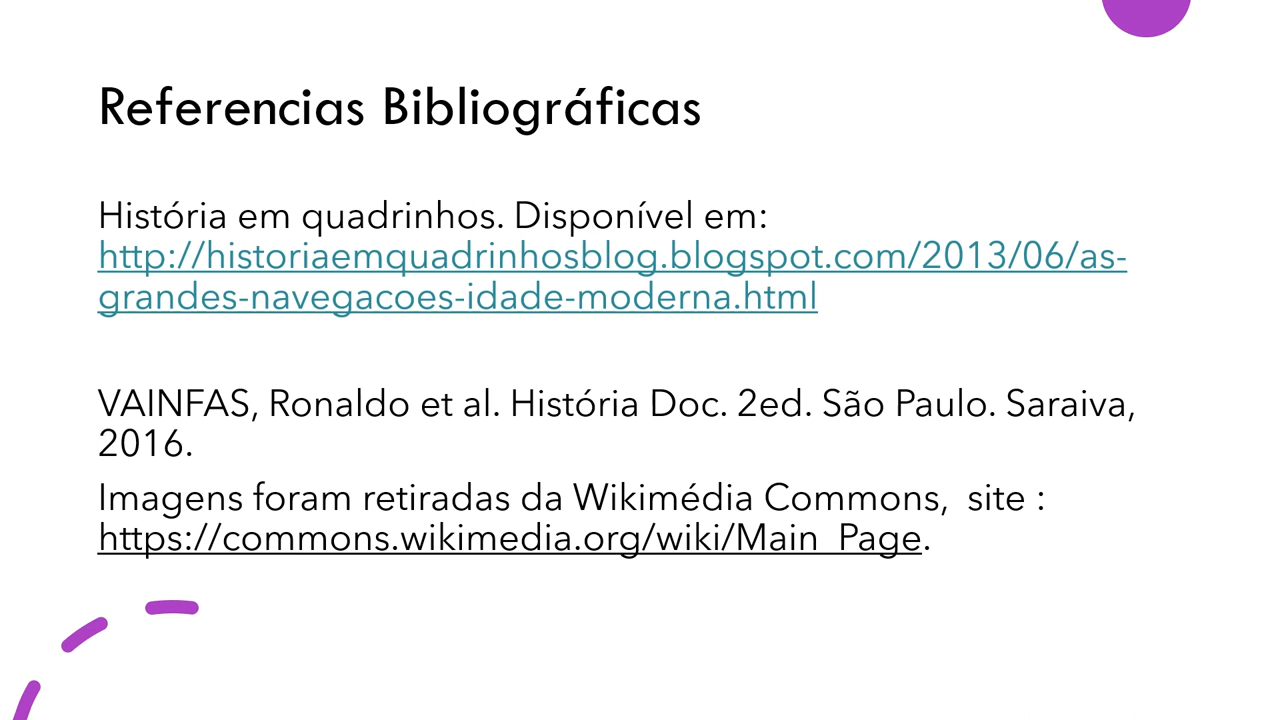 Referencias Bibliográficas
História em quadrinhos. Disponível em:
http://historiaemquadrinhosblog.blogspot.com/2013/06/as-
grandes-navegacoes-idade-moderna.html
VAINFAS, Ronaldo et al. História Doc. 2ed. São Paulo. Saraiva,
2016.
Imagens foram retiradas da Wikimédia Commons,  site :
https://commons.wikimedia.org/wiki/Main_Page.